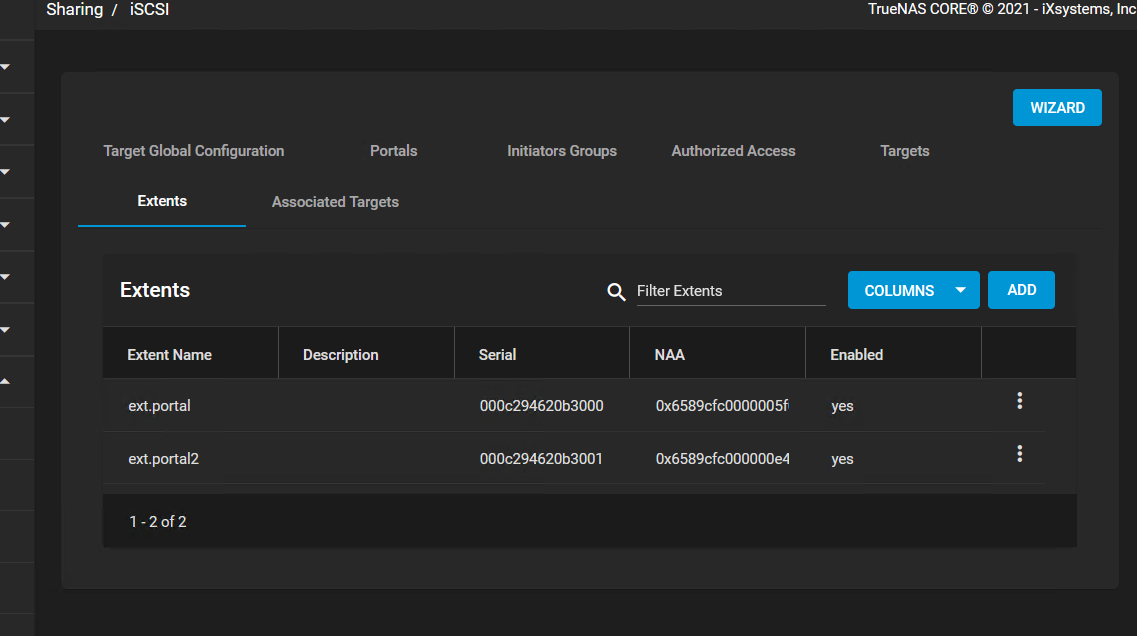 Sharing / iSCSI
TrueNAS CORE® © 2021 - iXsystems, Inc
WIZARD
Target Global Configuration
Portals
Initiators Groups
Authorized Access
Targets
Extents
Associated Targets
Extents
Filter Extents
COLUMNS
ADD
Extent Name
Description
Serial
NAA
Enabled
ext.portal
000c294620b3000
0x6589cfc0000005f
yes
ext.portal2
000c294620b3001
0x6589cfc000000e4
yes
1 - 2 of 2